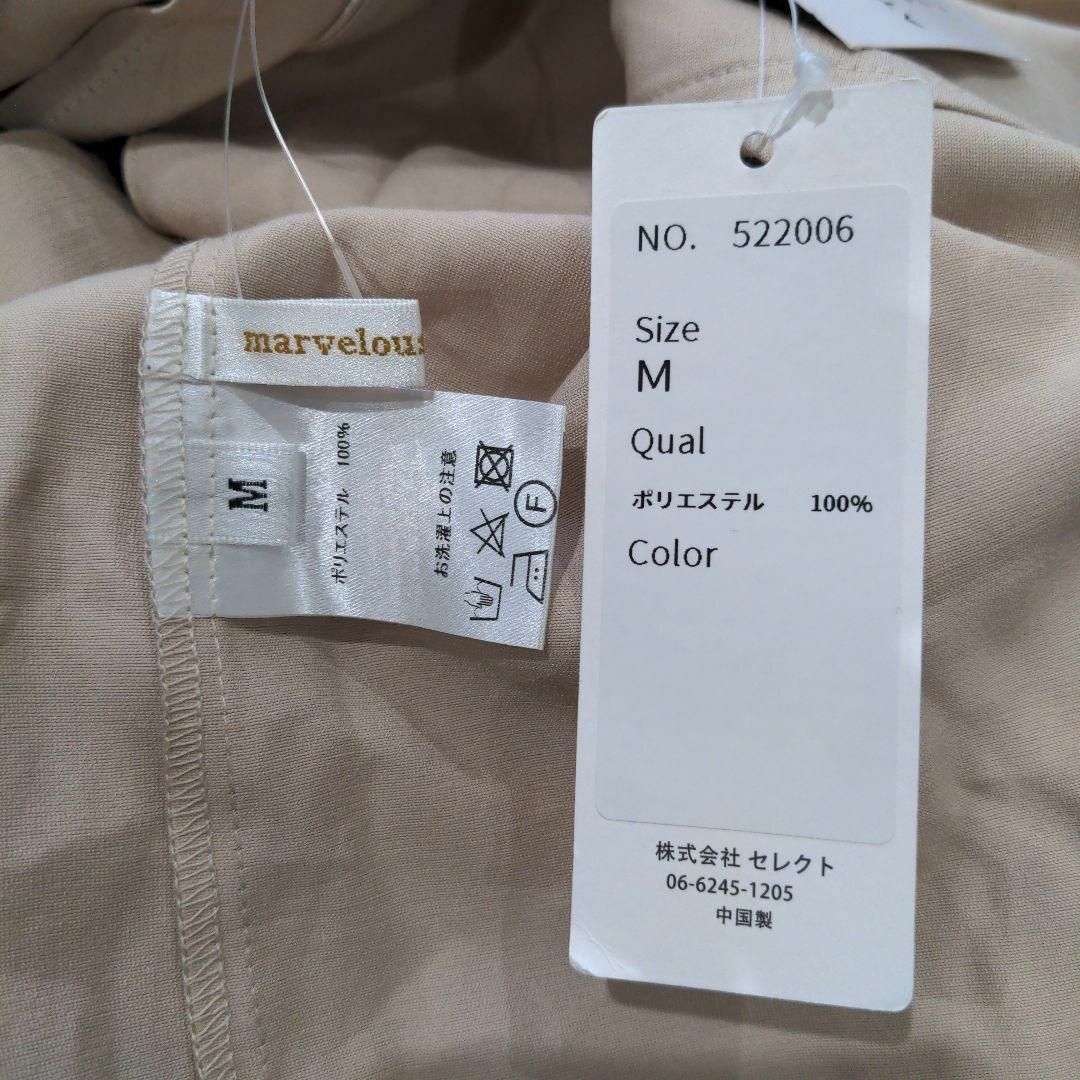 marvelous
M
ポリエステル 100%
お洗濯上の注意
F
NO. 522006
Size
M
Qual
ポリエステル 100%
Color
株式会社 セレクト
06-6245-1205
中国製